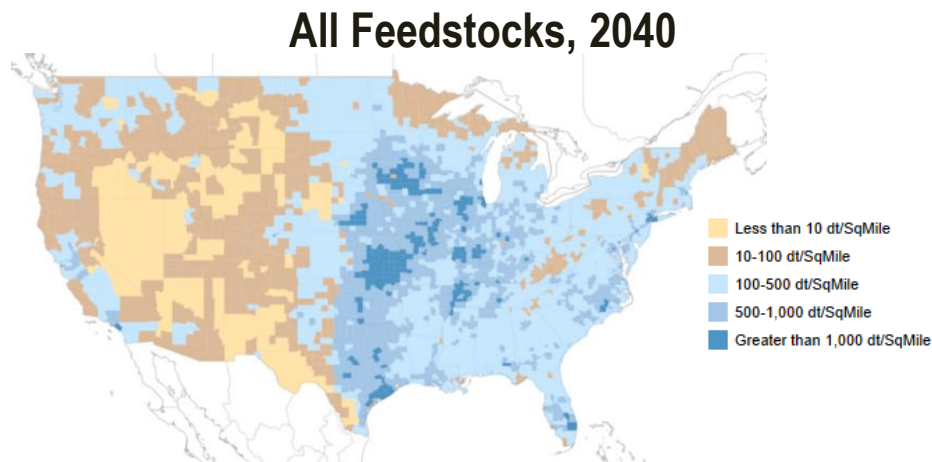 All Feedstocks, 2040
Less than 10 dt/SqMile
10-100 dt/SqMile
100-500 dt/SqMile
500-1,000 dt/SqMile
Greater than 1,000 dt/SqMile